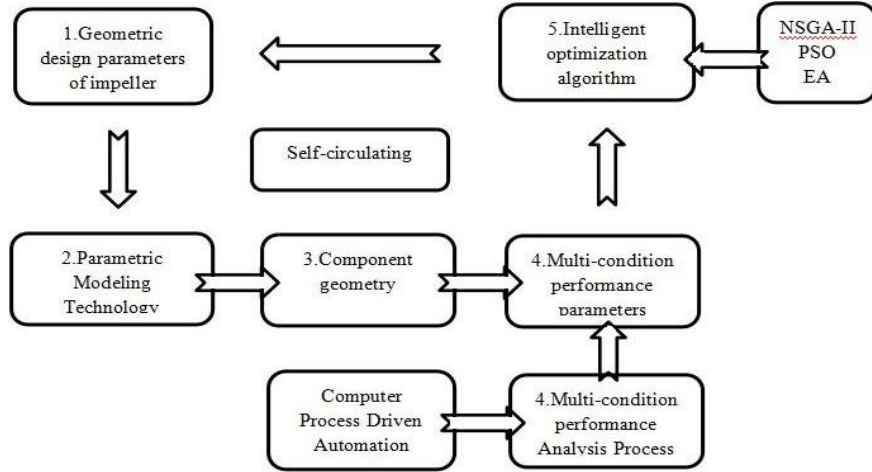 1.Geometric
design parameters
of impeller
5.Intelligent
optimization
algorithm
NSGA-II
PSO
EA
Self-circulating
2.Parametric
Modeling
Technology
3.Component
geometry
4.Multi-condition
performance
parameters
Computer
Process Driven
Automation
4.Multi-condition
performance
Analysis Process